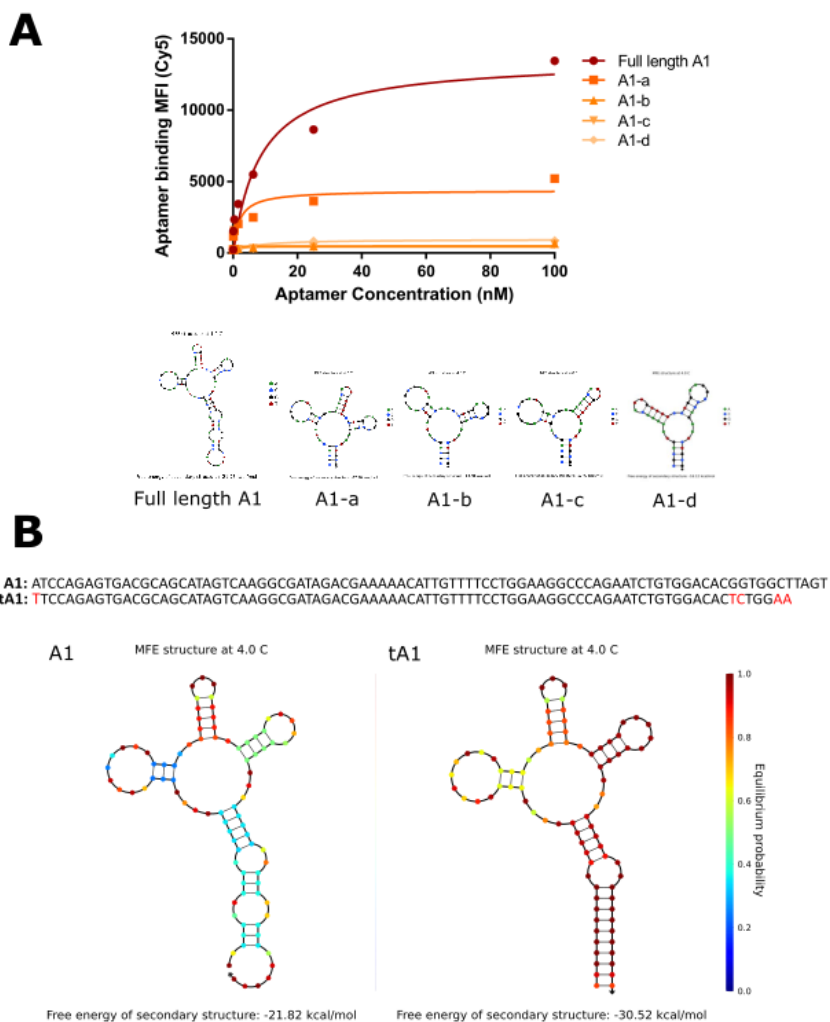 A
15000
10000
5000
0
Aptamer binding MFI (Cy5)
0 20 40 60 80 100
Aptamer Concentration (nM)
Full length A1
A1-a
A1-b
A1-c
A1-d
Full length A1 A1-a A1-b A1-c A1-d
B
A1: ATCCAGAGTGACGCAGCATAGTCAAGGCGATAGACGAAAAACATTGTTTTCCTGGAAGGCCCAGAATCTGTGGACACGGTGGCTTAGT
tA1: TTCCAGAGTGACGCAGCATAGTCAAGGCGATAGACGAAAAACATTGTTTTCCTGGAAGGCCCAGAATCTGTGGACACTCTGGAA
A1 MFE structure at 4.0 C tA1 MFE structure at 4.0 C
1.0
0.8
0.6
0.4
0.2
0.0
Equilibrium probability
Free energy of secondary structure: -21.82 kcal/mol Free energy of secondary structure: -30.52 kcal/mol